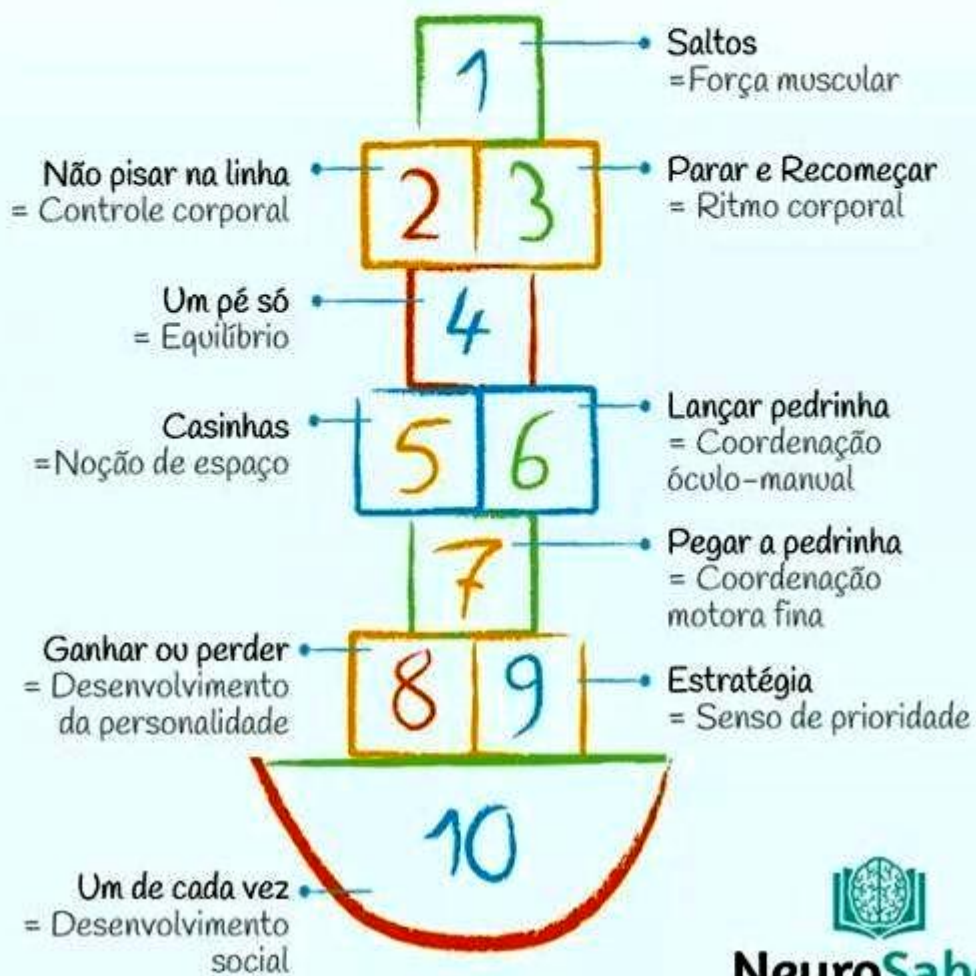 1
Saltos
=Força muscular
Não pisar na linha
= Controle corporal
2
3
Parar e Recomeçar
= Ritmo corporal
Um pé só
= Equilíbrio
4
Casinhas
=Noção de espaço
5
6
Lançar pedrinha
= Coordenação
óculo-manual
7
Pegar a pedrinha
= Coordenação
motora fina
Ganhar ou perder
= Desenvolvimento
da personalidade
8
9
Estratégia
= Senso de prioridade
10
Um de cada vez
= Desenvolvimento
social